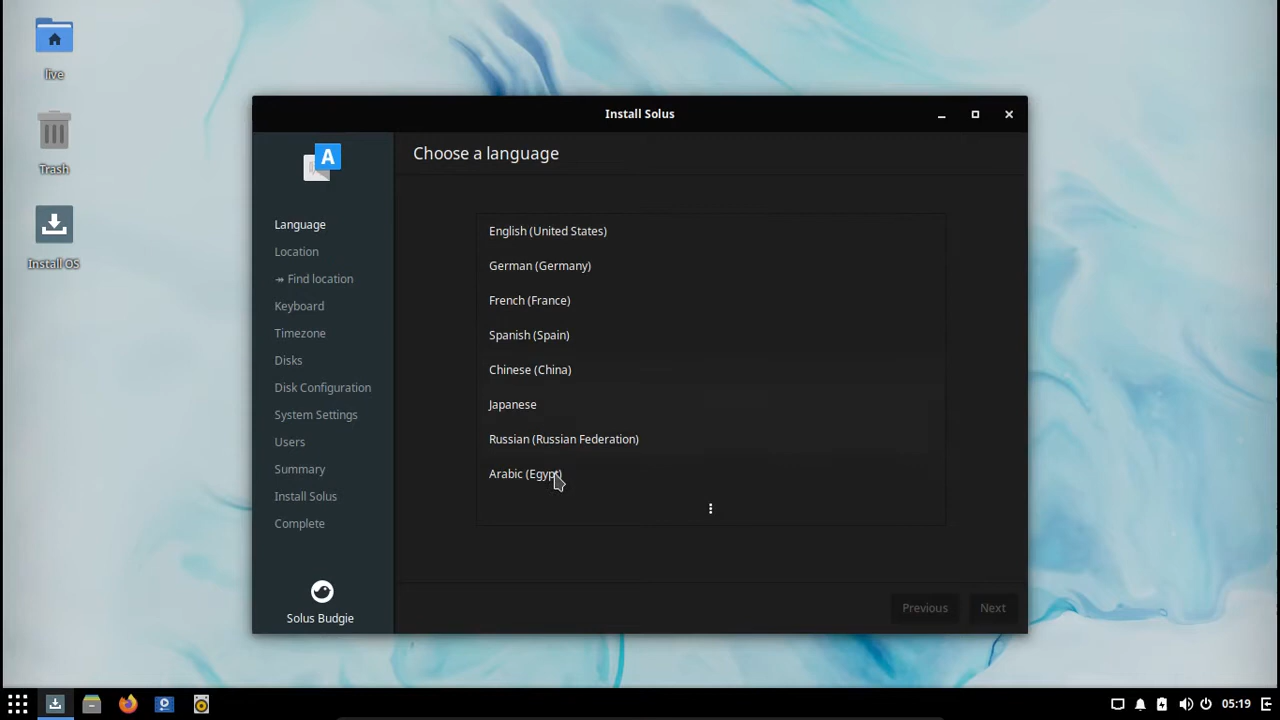 live
Trash
Install OS
Install Solus
A
Language
Location
↠ Find location
Keyboard
Timezone
Disks
Disk Configuration
System Settings
Users
Summary
Install Solus
Complete
Solus Budgie
Choose a language
English (United States)
German (Germany)
French (France)
Spanish (Spain)
Chinese (China)
Japanese
Russian (Russian Federation)
Arabic (Egypt)
Previous
Next
05:19